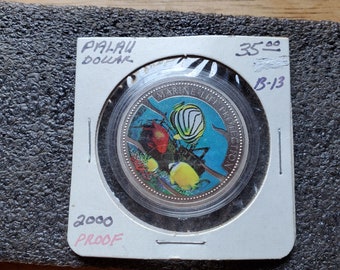 PALAU
DOLLAR
35.00
B-13
MARINE LIFE PROTECTION
2000
PROOF